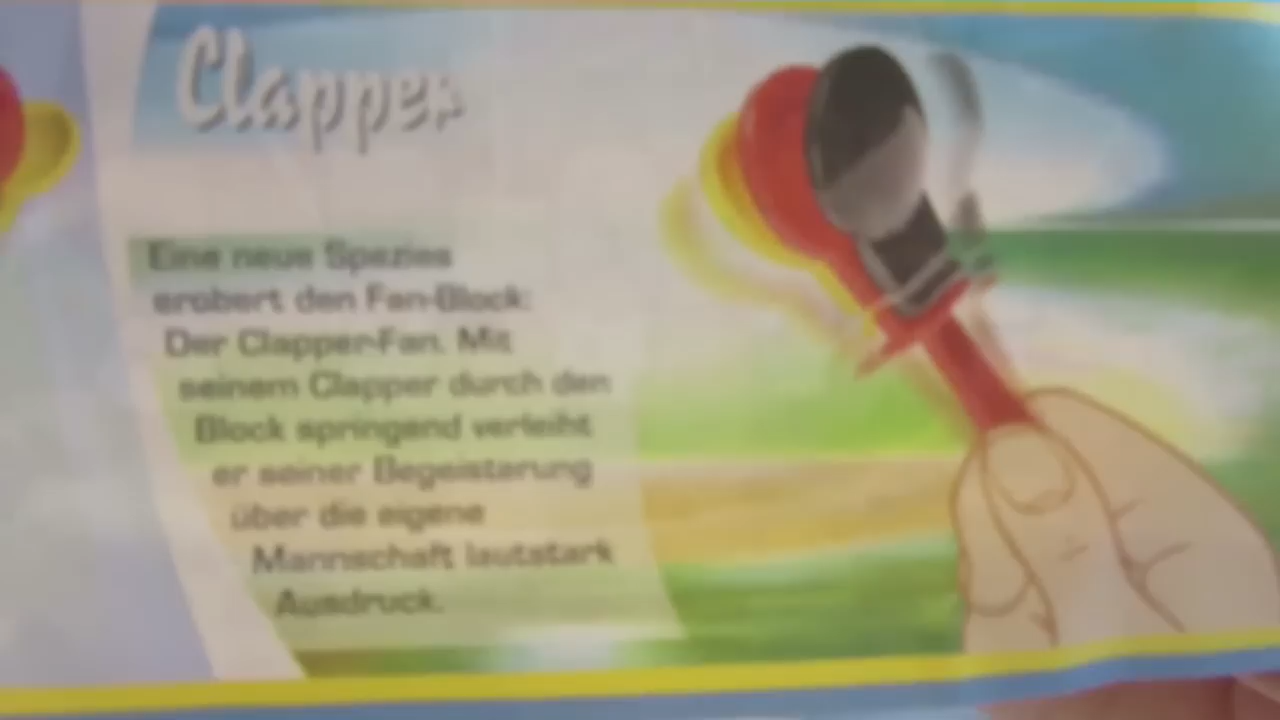 Clapper
Eine neue Spezies
erobert den Fan-Block:
Der Clapper-Fan. Mit
seinem Clapper durch den
Block springend verleiht
er seiner Begeisterung
über die eigene
Mannschaft lautstark
Ausdruck.